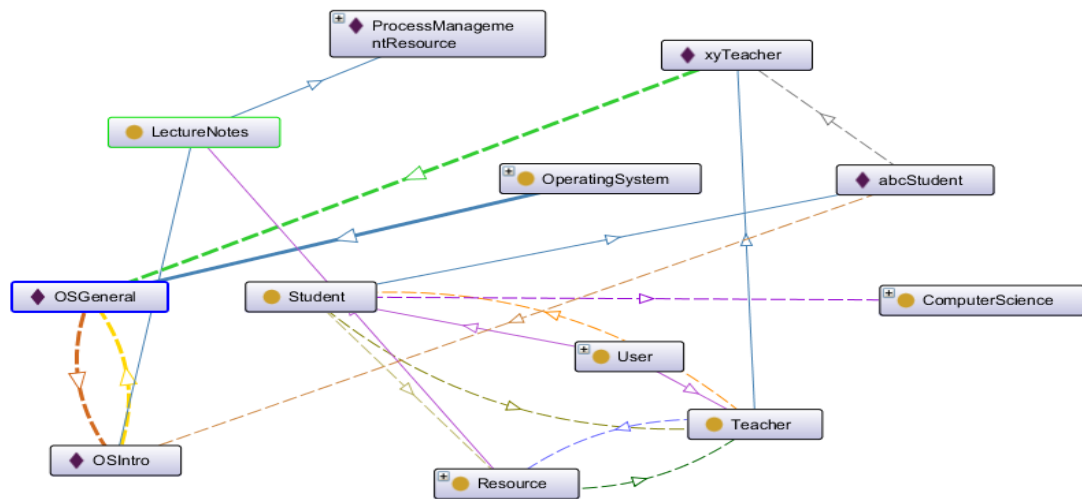 ProcessManageme
ntResource
xyTeacher
LectureNotes
OperatingSystem
abcStudent
OSGeneral
Student
ComputerScience
User
Teacher
OSIntro
Resource